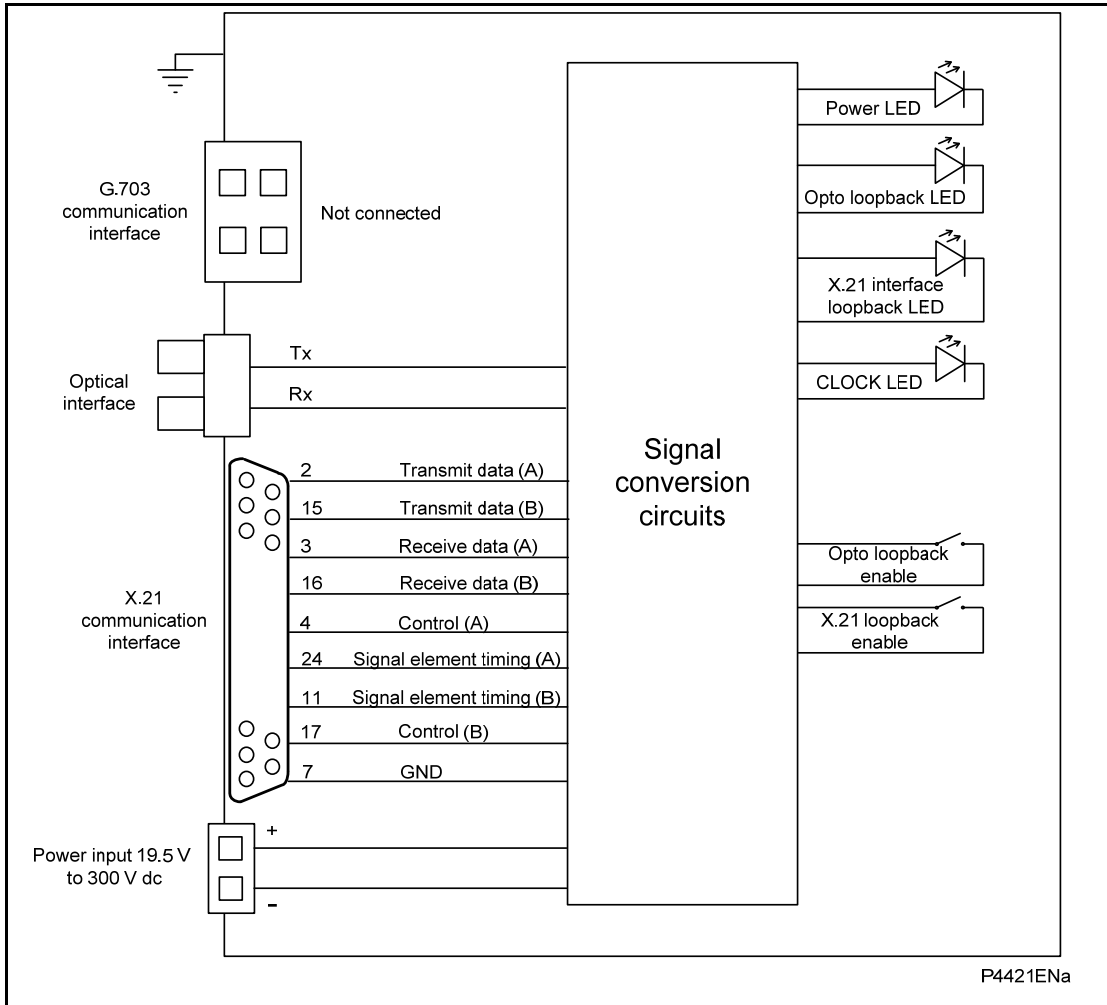 G.703
communication
interface
Not connected
Optical
interface
Tx
Rx
X.21
communication
interface
2 Transmit data (A)
15 Transmit data (B)
3 Receive data (A)
16 Receive data (B)
4 Control (A)
24 Signal element timing (A)
11 Signal element timing (B)
17 Control (B)
7 GND
Power input 19.5 V
to 300 V dc
+
-
Signal
conversion
circuits
Power LED
Opto loopback LED
X.21 interface
loopback LED
CLOCK LED
Opto loopback
enable
X.21 loopback
enable
P4421ENa